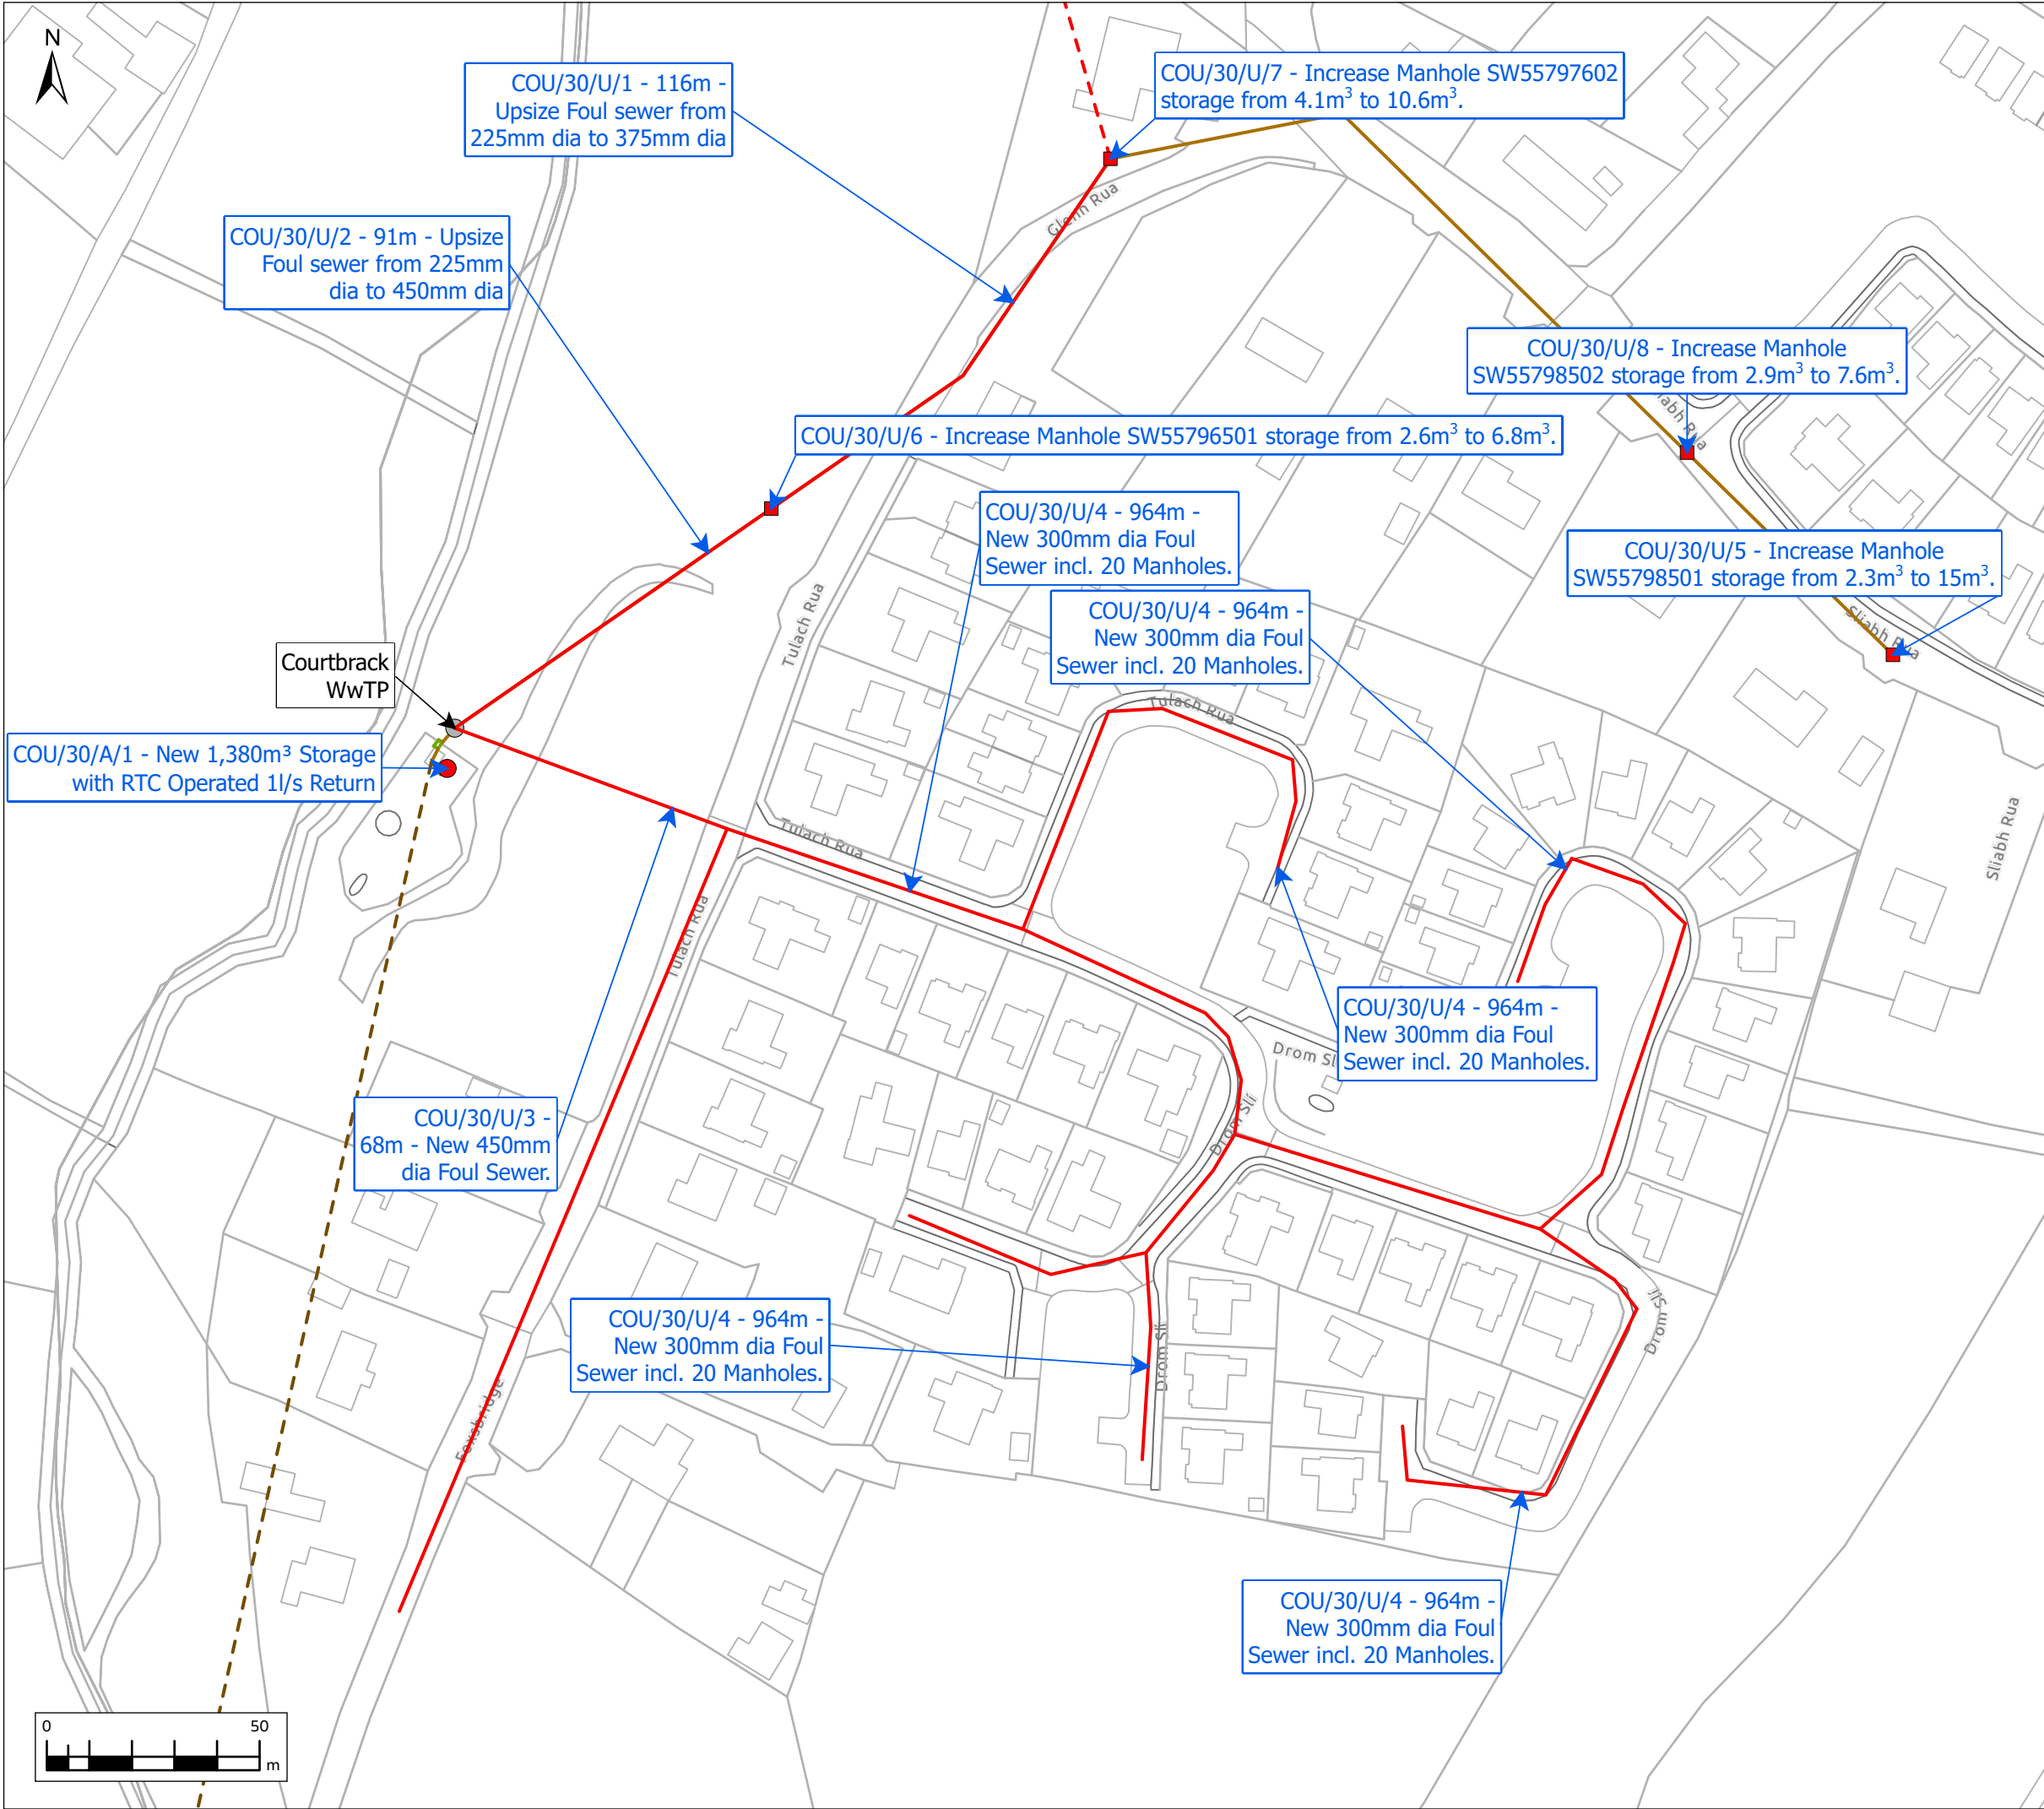 N
COU/30/U/1 - 116m -
Upsize Foul sewer from
225mm dia to 375mm dia
COU/30/U/7 - Increase Manhole SW55797602
storage from 4.1m³ to 10.6m³.
Glenn Rua
COU/30/U/2 - 91m - Upsize
Foul sewer from 225mm
dia to 450mm dia
COU/30/U/8 - Increase Manhole
SW55798502 storage from 2.9m³ to 7.6m³.
COU/30/U/6 - Increase Manhole SW55796501 storage from 2.6m³ to 6.8m³.
COU/30/U/4 - 964m -
New 300mm dia Foul
Sewer incl. 20 Manholes.
COU/30/U/5 - Increase Manhole
SW55798501 storage from 2.3m³ to 15m³.
Sliabh Rua
COU/30/U/4 - 964m -
New 300mm dia Foul
Sewer incl. 20 Manholes.
Tulach Rua
Courtbrack
WwTP
Tulach Rua
COU/30/A/1 - New 1,380m³ Storage
with RTC Operated 1l/s Return
Tulach Rua
Sliabh Rua
Tulach Rua
COU/30/U/4 - 964m -
New 300mm dia Foul
Sewer incl. 20 Manholes.
Drom Sl
Drom Slí
COU/30/U/3 -
68m - New 450mm
dia Foul Sewer.
COU/30/U/4 - 964m -
New 300mm dia Foul
Sewer incl. 20 Manholes.
Drom Slí
Drom Slí
Foxsbridge
COU/30/U/4 - 964m -
New 300mm dia Foul
Sewer incl. 20 Manholes.
0 50
m